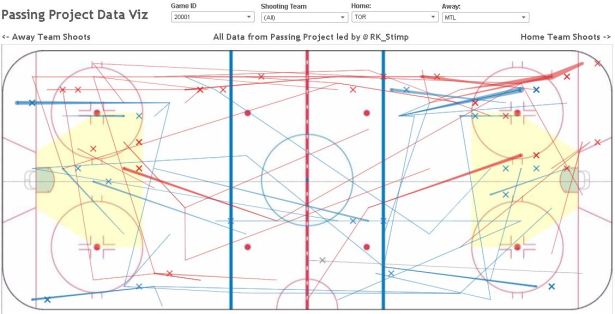 Passing Project Data Viz
Game ID
20001
Shooting Team
(All)
Home:
TOR
Away:
MTL
<- Away Team Shoots
All Data from Passing Project led by @RK_Stimp
Home Team Shoots ->